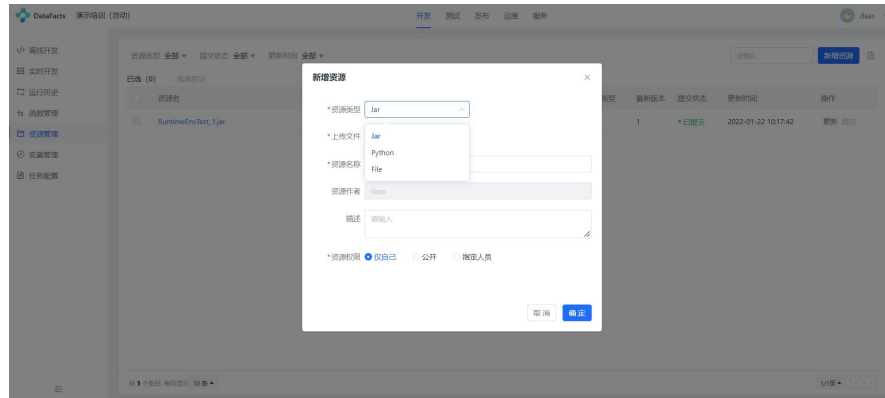 DataFacts 演示培训 (勿动) 开发 测试 发布 运维 服务 daas
离线开发
实时开发
运行历史
fx 函数管理
资源管理
变量管理
任务配置
资源类型 全部 提交状态 全部 更新时间 全部 新增资源
已选 (0) 批量提交
资源名 类型 最新版本 提交状态 更新时间 操作
RuntimeEnvTest_1.jar 1 已提交 2022-01-22 10:17:42 更新 提交
新增资源 ×
*资源类型 Jar
*上传文件 Jar
Python
*资源名称 File
资源作者 daas
描述 请输入
*资源权限 仅自己 公开 指定人员
取消 确定
共 1 个条目, 每页显示 10 条 1/1页